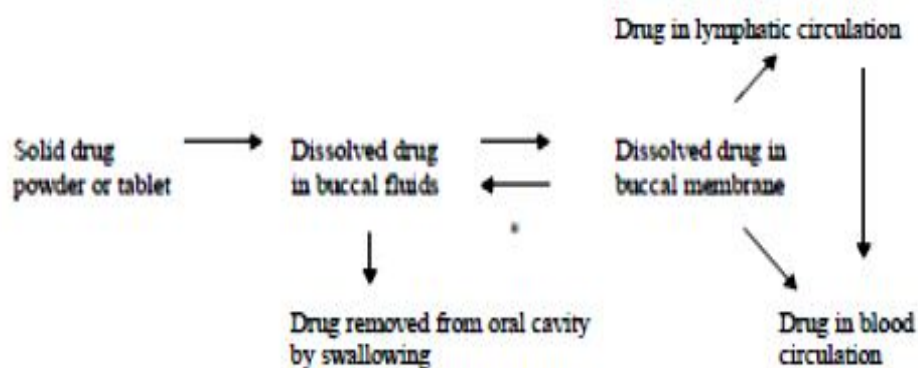 Drug in lymphatic circulation
Solid drug
powder or tablet
Dissolved drug
in buccal fluids
Dissolved drug in
buccal membrane
Drug removed from oral cavity
by swallowing
Drug in blood
circulation